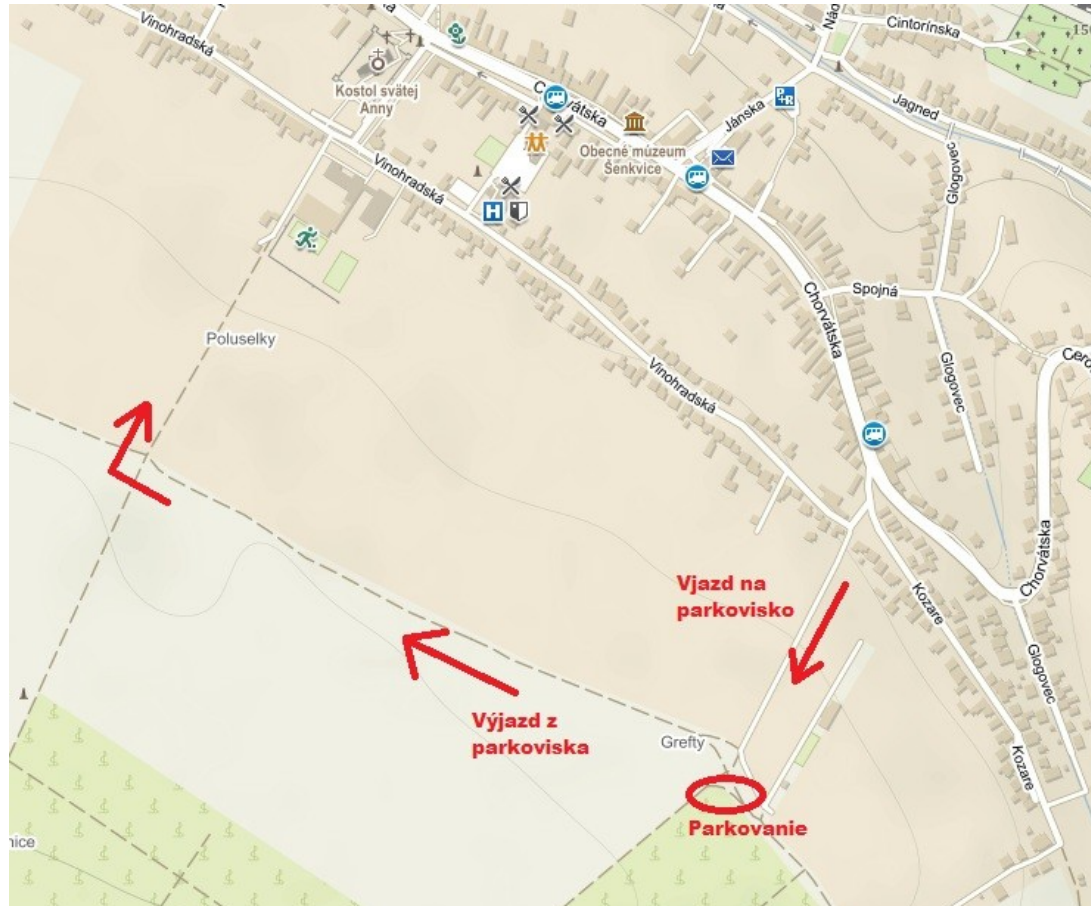 Vinohradská
Kostol svätej
Anny
Chorvátska
Obecné múzeum
Šenkvice
Jánska
P+R
Cintorínska
Jagned
Glogovec
Vinohradská
H
Spojná
Chorvátska
Glogovec
Poluselky
Vinohradská
Chorvátska
Vjazd na
parkovisko
Kozare
Glogovec
Výjazd z
parkoviska
Grefty
Kozare
Parkovanie